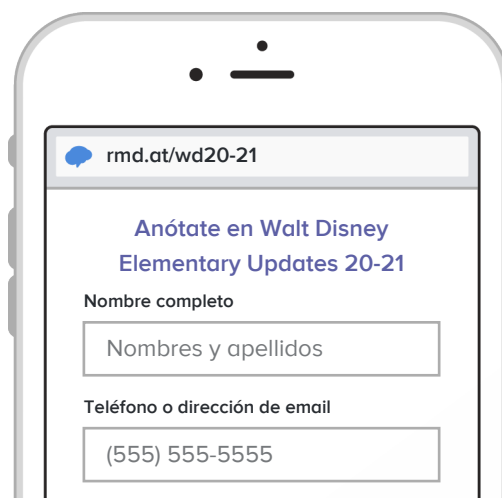 rmd.at/wd20-21
Anótate en Walt Disney
Elementary Updates 20-21
Nombre completo
Nombres y apellidos
Teléfono o dirección de email
(555) 555-5555